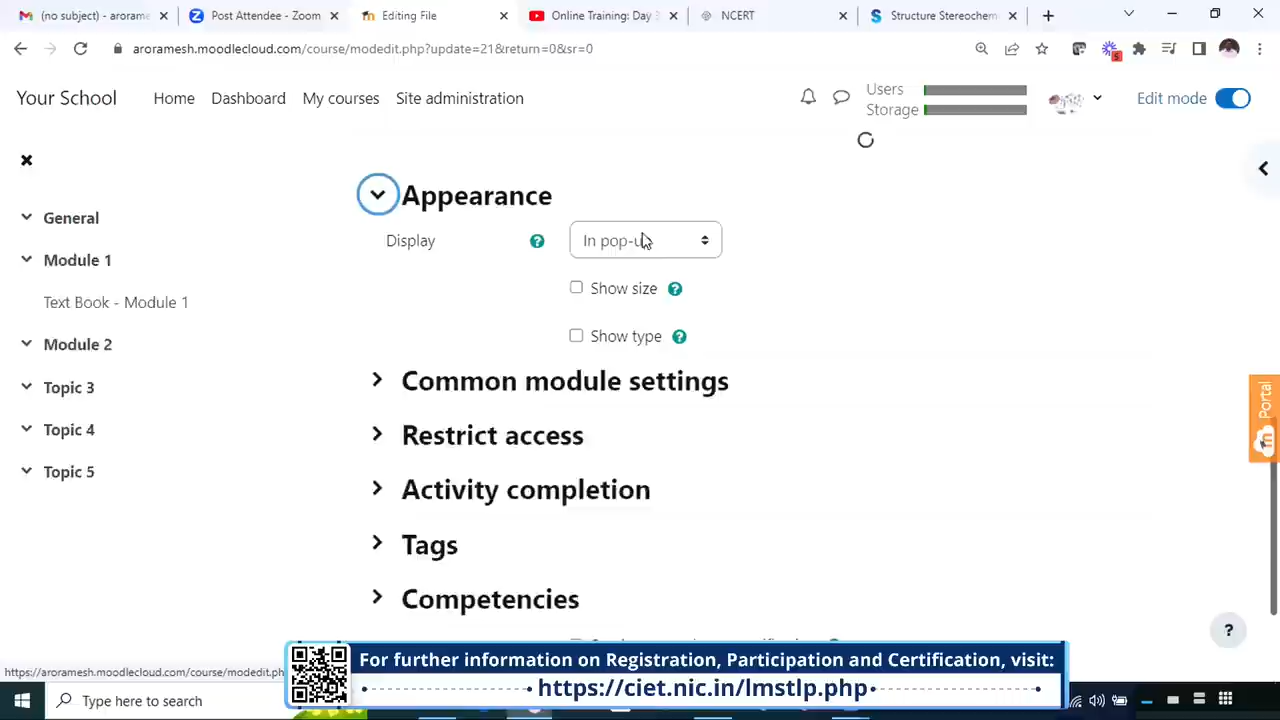 (no subject) - arorame
Post Attendee - Zoom
Editing File
Online Training: Day
NCERT
Structure Stereochem
aroramesh.moodlecloud.com/course/modedit.php?update=21&return=0&sr=0
Your School
Home
Dashboard
My courses
Site administration
Users
Storage
Edit mode
General
Module 1
Text Book - Module 1
Module 2
Topic 3
Topic 4
Topic 5
Appearance
Display
In pop-u
Show size
Show type
Common module settings
Restrict access
Activity completion
Tags
Competencies
Portal
https://aroramesh.moodlecloud.com/course/modedit.ph
For further information on Registration, Participation and Certification, visit:
https://ciet.nic.in/lmstlp.php
Type here to search